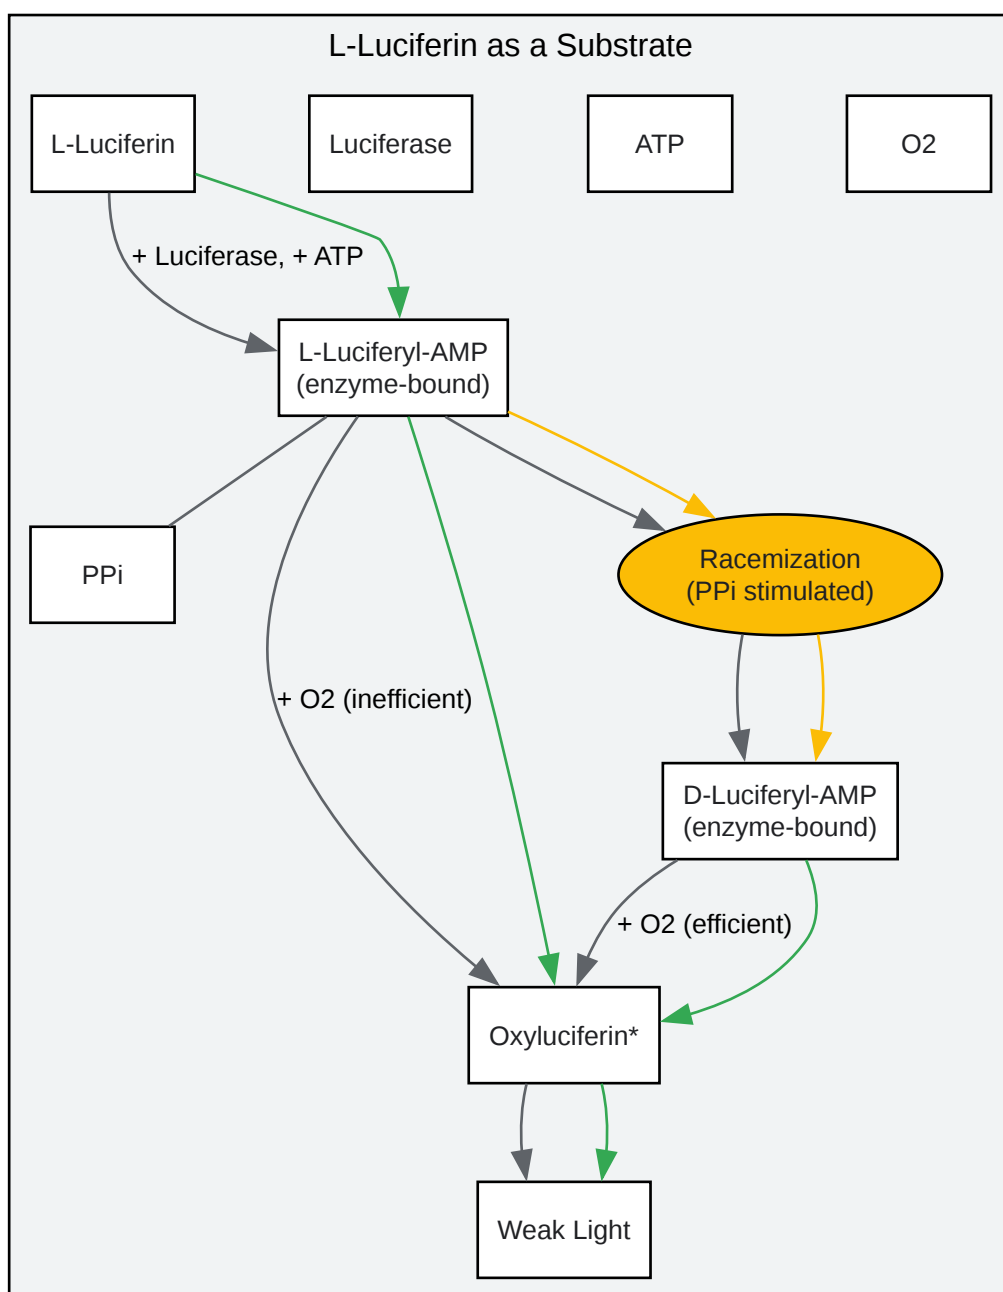 L-Luciferin as a Substrate
L-Luciferin
Luciferase
ATP
O2
+ Luciferase, + ATP
L-Luciferyl-AMP
(enzyme-bound)
PPi
Racemization
(PPi stimulated)
+ O2 (inefficient)
D-Luciferyl-AMP
(enzyme-bound)
+ O2 (efficient)
Oxyluciferin*
Weak Light